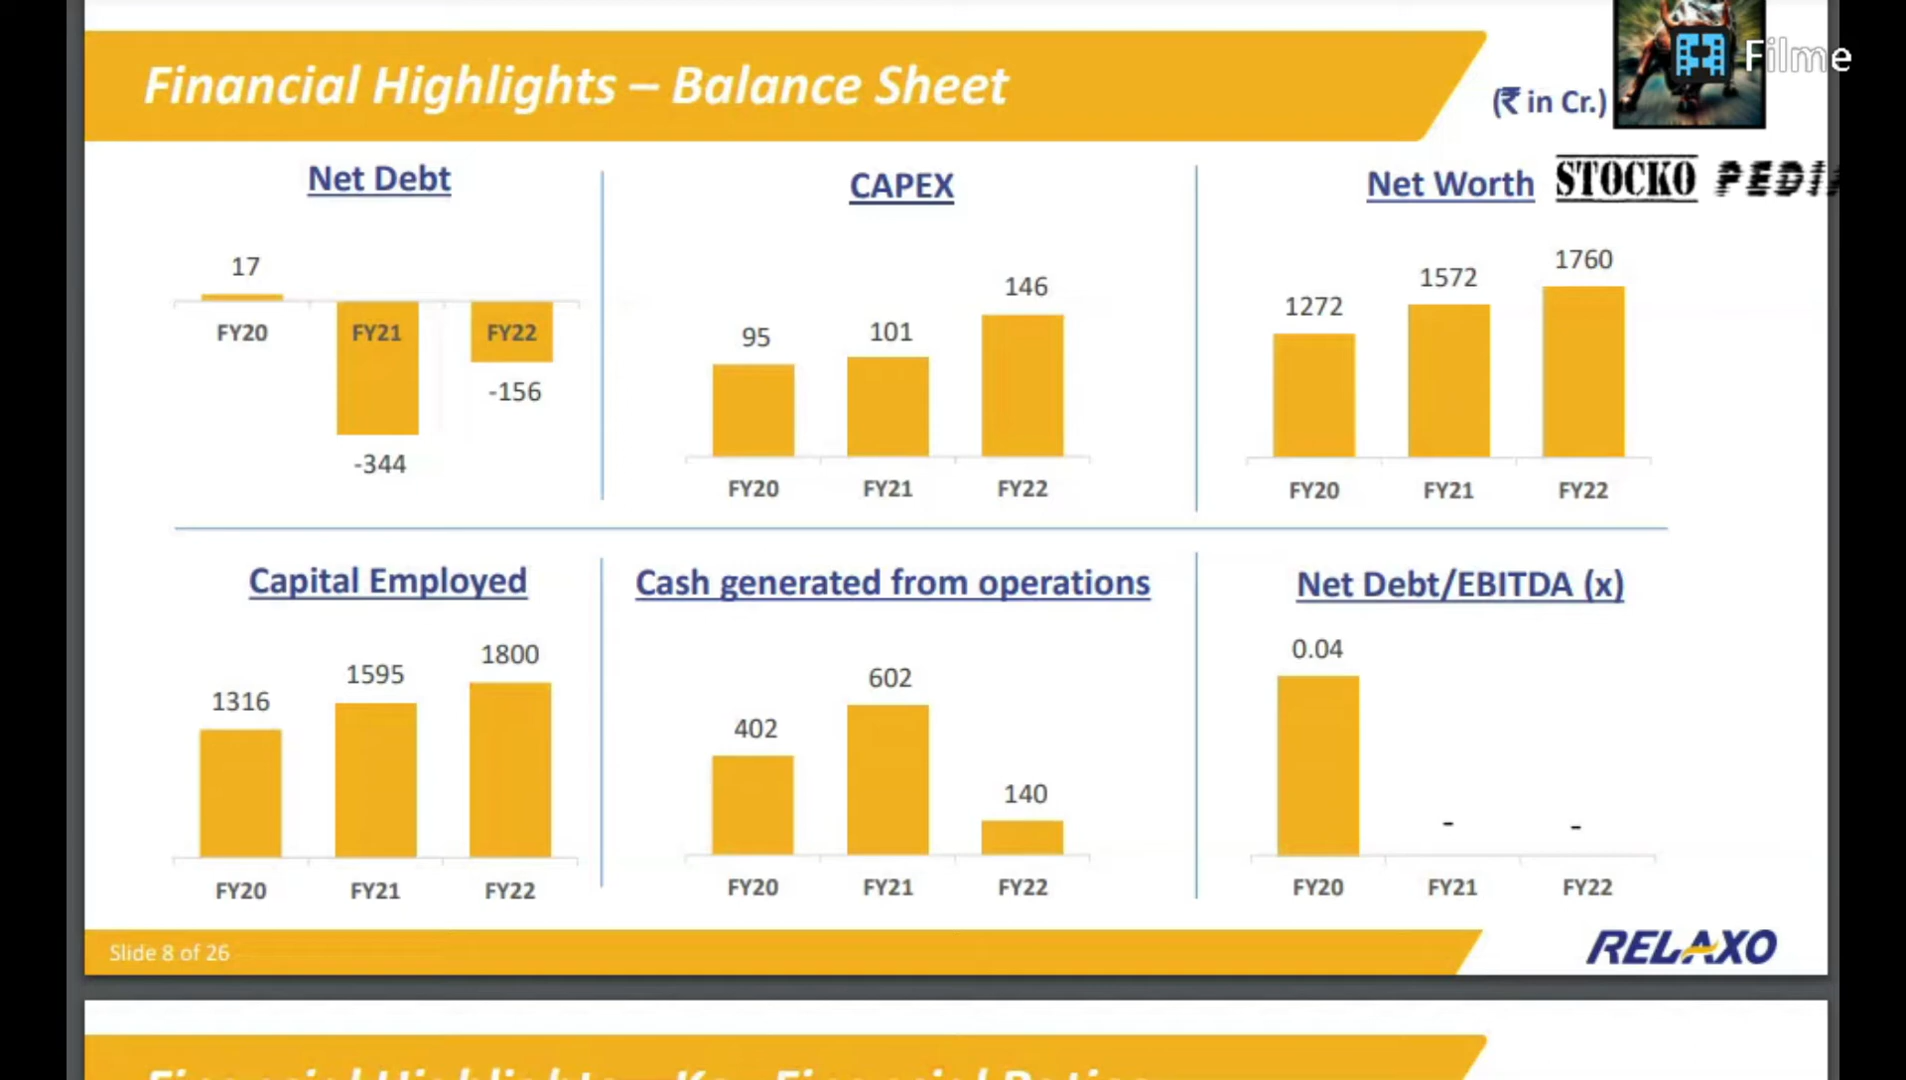 Financial Highlights – Balance Sheet
(₹ in Cr.)
Filme
Net Debt
17
FY20 FY21 FY22
-156
-344
CAPEX
146
95 101
FY20 FY21 FY22
Net Worth
STOCKO
1272 1572 1760
FY20 FY21 FY22
Capital Employed
1316 1595 1800
FY20 FY21 FY22
Cash generated from operations
402 602 140
FY20 FY21 FY22
Net Debt/EBITDA (x)
0.04 - -
FY20 FY21 FY22
Slide 8 of 26
RELAXO